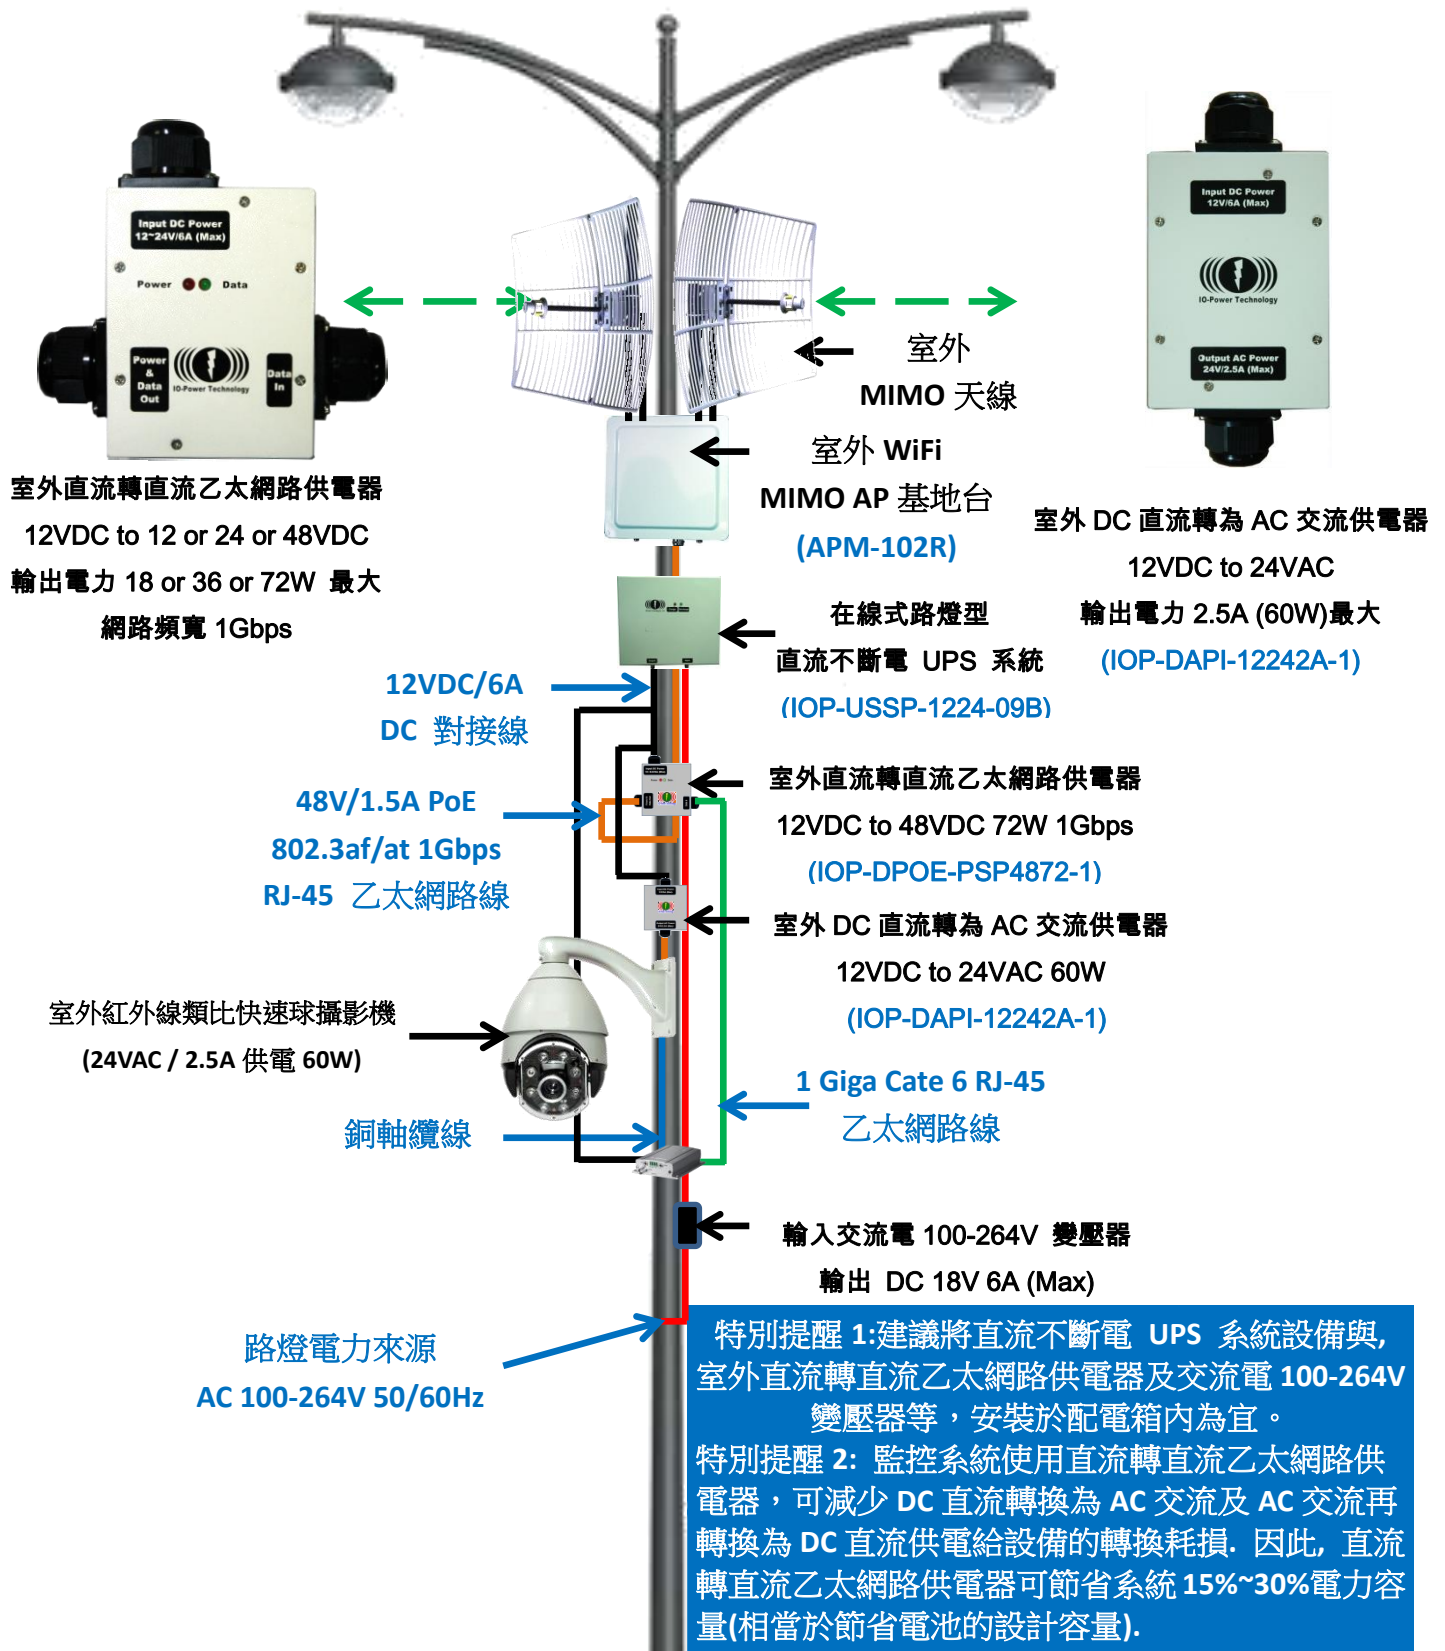 Input DC Power
12~24V/6A (Max)
Power
Data
Power
&
Data
Out
IO-Power Technology
Data
In
室外直流轉直流乙太網路供電器
12VDC to 12 or 24 or 48VDC
輸出電力 18 or 36 or 72W 最大
網路頻寬 1Gbps
Input DC Power
12V/6A (Max)
IO-Power Technology
Output AC Power
24V/2.5A (Max)
室外 DC 直流轉為 AC 交流供電器
12VDC to 24VAC
輸出電力 2.5A (60W)最大
(IOP-DAPI-12242A-1)
室外
MIMO 天線
室外 WiFi
MIMO AP 基地台
(APM-102R)
在線式路燈型
直流不斷電 UPS 系統
(IOP-USSP-1224-09B)
12VDC/6A
DC 對接線
48V/1.5A PoE
802.3af/at 1Gbps
RJ-45 乙太網路線
室外直流轉直流乙太網路供電器
12VDC to 48VDC 72W 1Gbps
(IOP-DPOE-PSP4872-1)
室外 DC 直流轉為 AC 交流供電器
12VDC to 24VAC 60W
(IOP-DAPI-12242A-1)
室外紅外線類比快速球攝影機
(24VAC / 2.5A 供電 60W)
1 Giga Cate 6 RJ-45
乙太網路線
銅軸纜線
輸入交流電 100-264V 變壓器
輸出 DC 18V 6A (Max)
路燈電力來源
AC 100-264V 50/60Hz
特別提醒 1:建議將直流不斷電 UPS 系統設備與,
室外直流轉直流乙太網路供電器及交流電 100-264V
變壓器等，安裝於配電箱內為宜。
特別提醒 2: 監控系統使用直流轉直流乙太網路供
電器，可減少 DC 直流轉換為 AC 交流及 AC 交流再
轉換為 DC 直流供電給設備的轉換耗損. 因此, 直流
轉直流乙太網路供電器可節省系統 15%~30%電力容
量(相當於節省電池的設計容量).